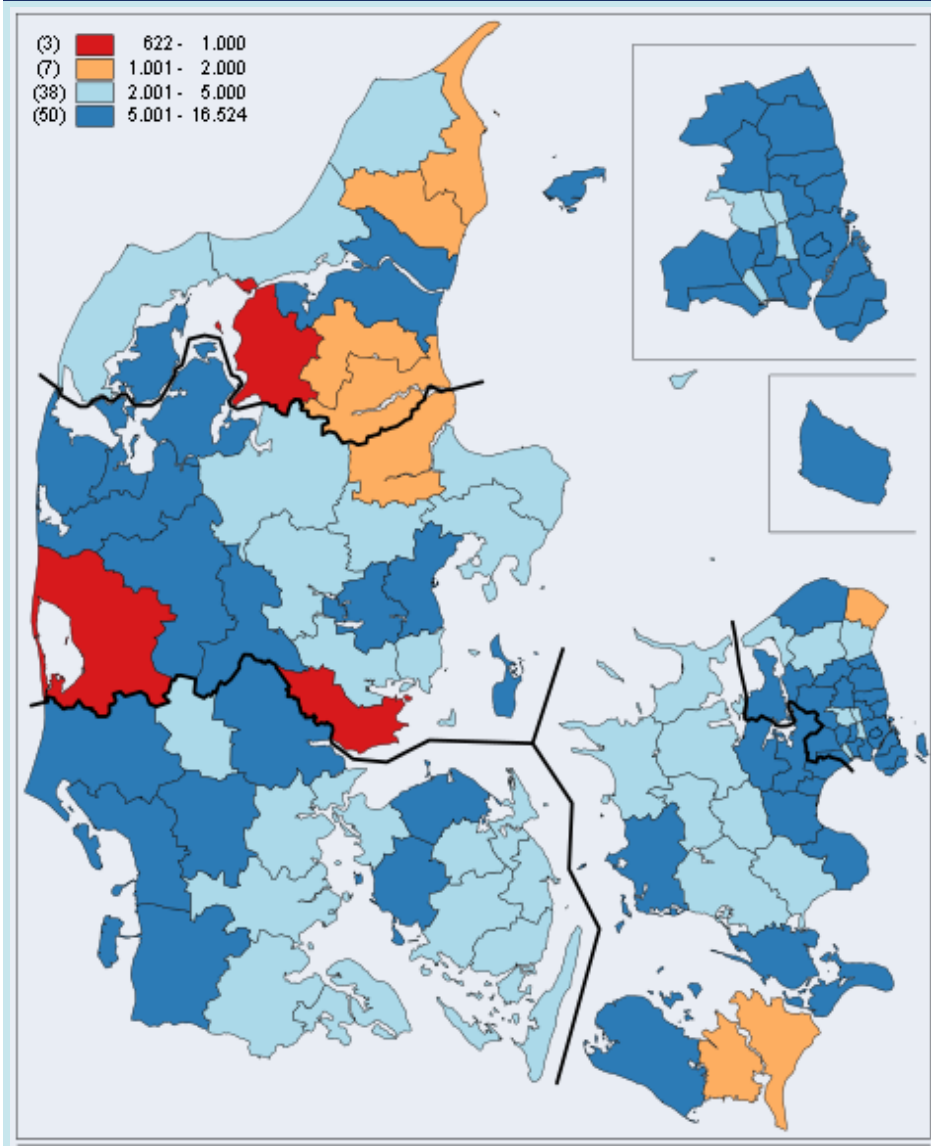 (3) 622 - 1.000
(7) 1.001 - 2.000
(38) 2.001 - 5.000
(50) 5.001 - 16.524